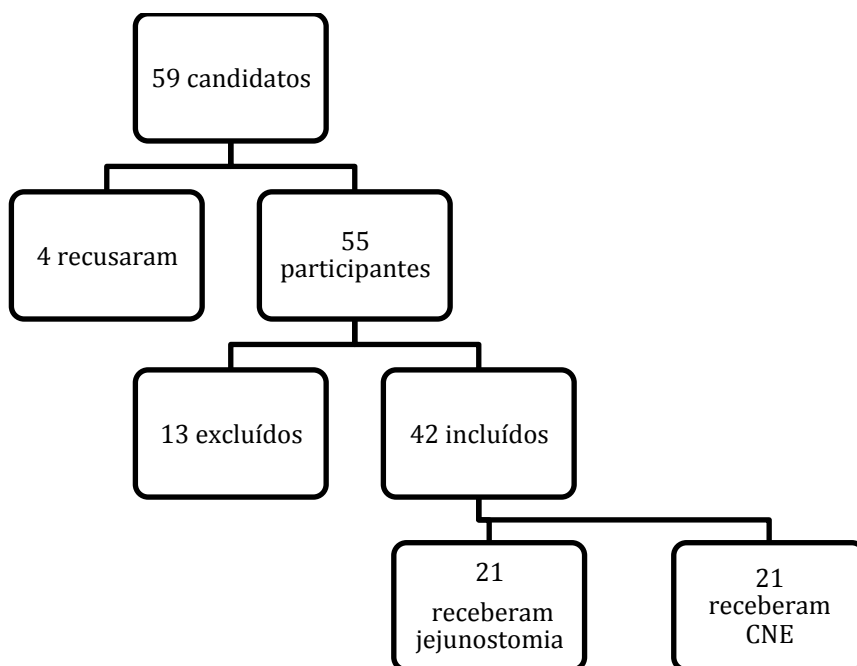 59 candidatos
4 recusaram
55
participantes
13 excluídos
42 incluídos
21
receberam
jejunostomia
21
receberam
CNE